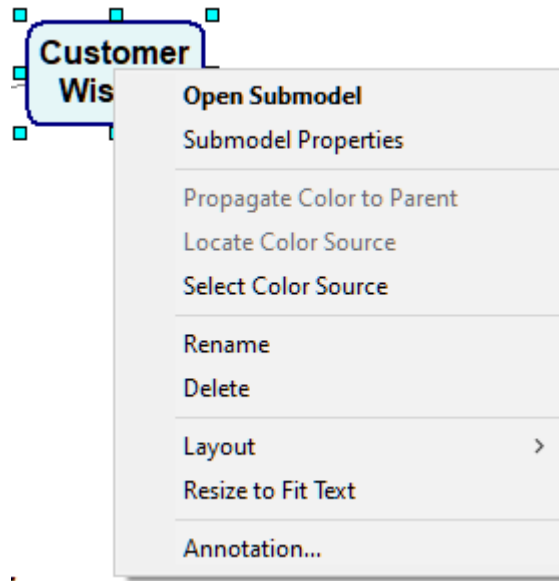 Customer
Wis
Open Submodel
Submodel Properties
Propagate Color to Parent
Locate Color Source
Select Color Source
Rename
Delete
Layout
Resize to Fit Text
Annotation...